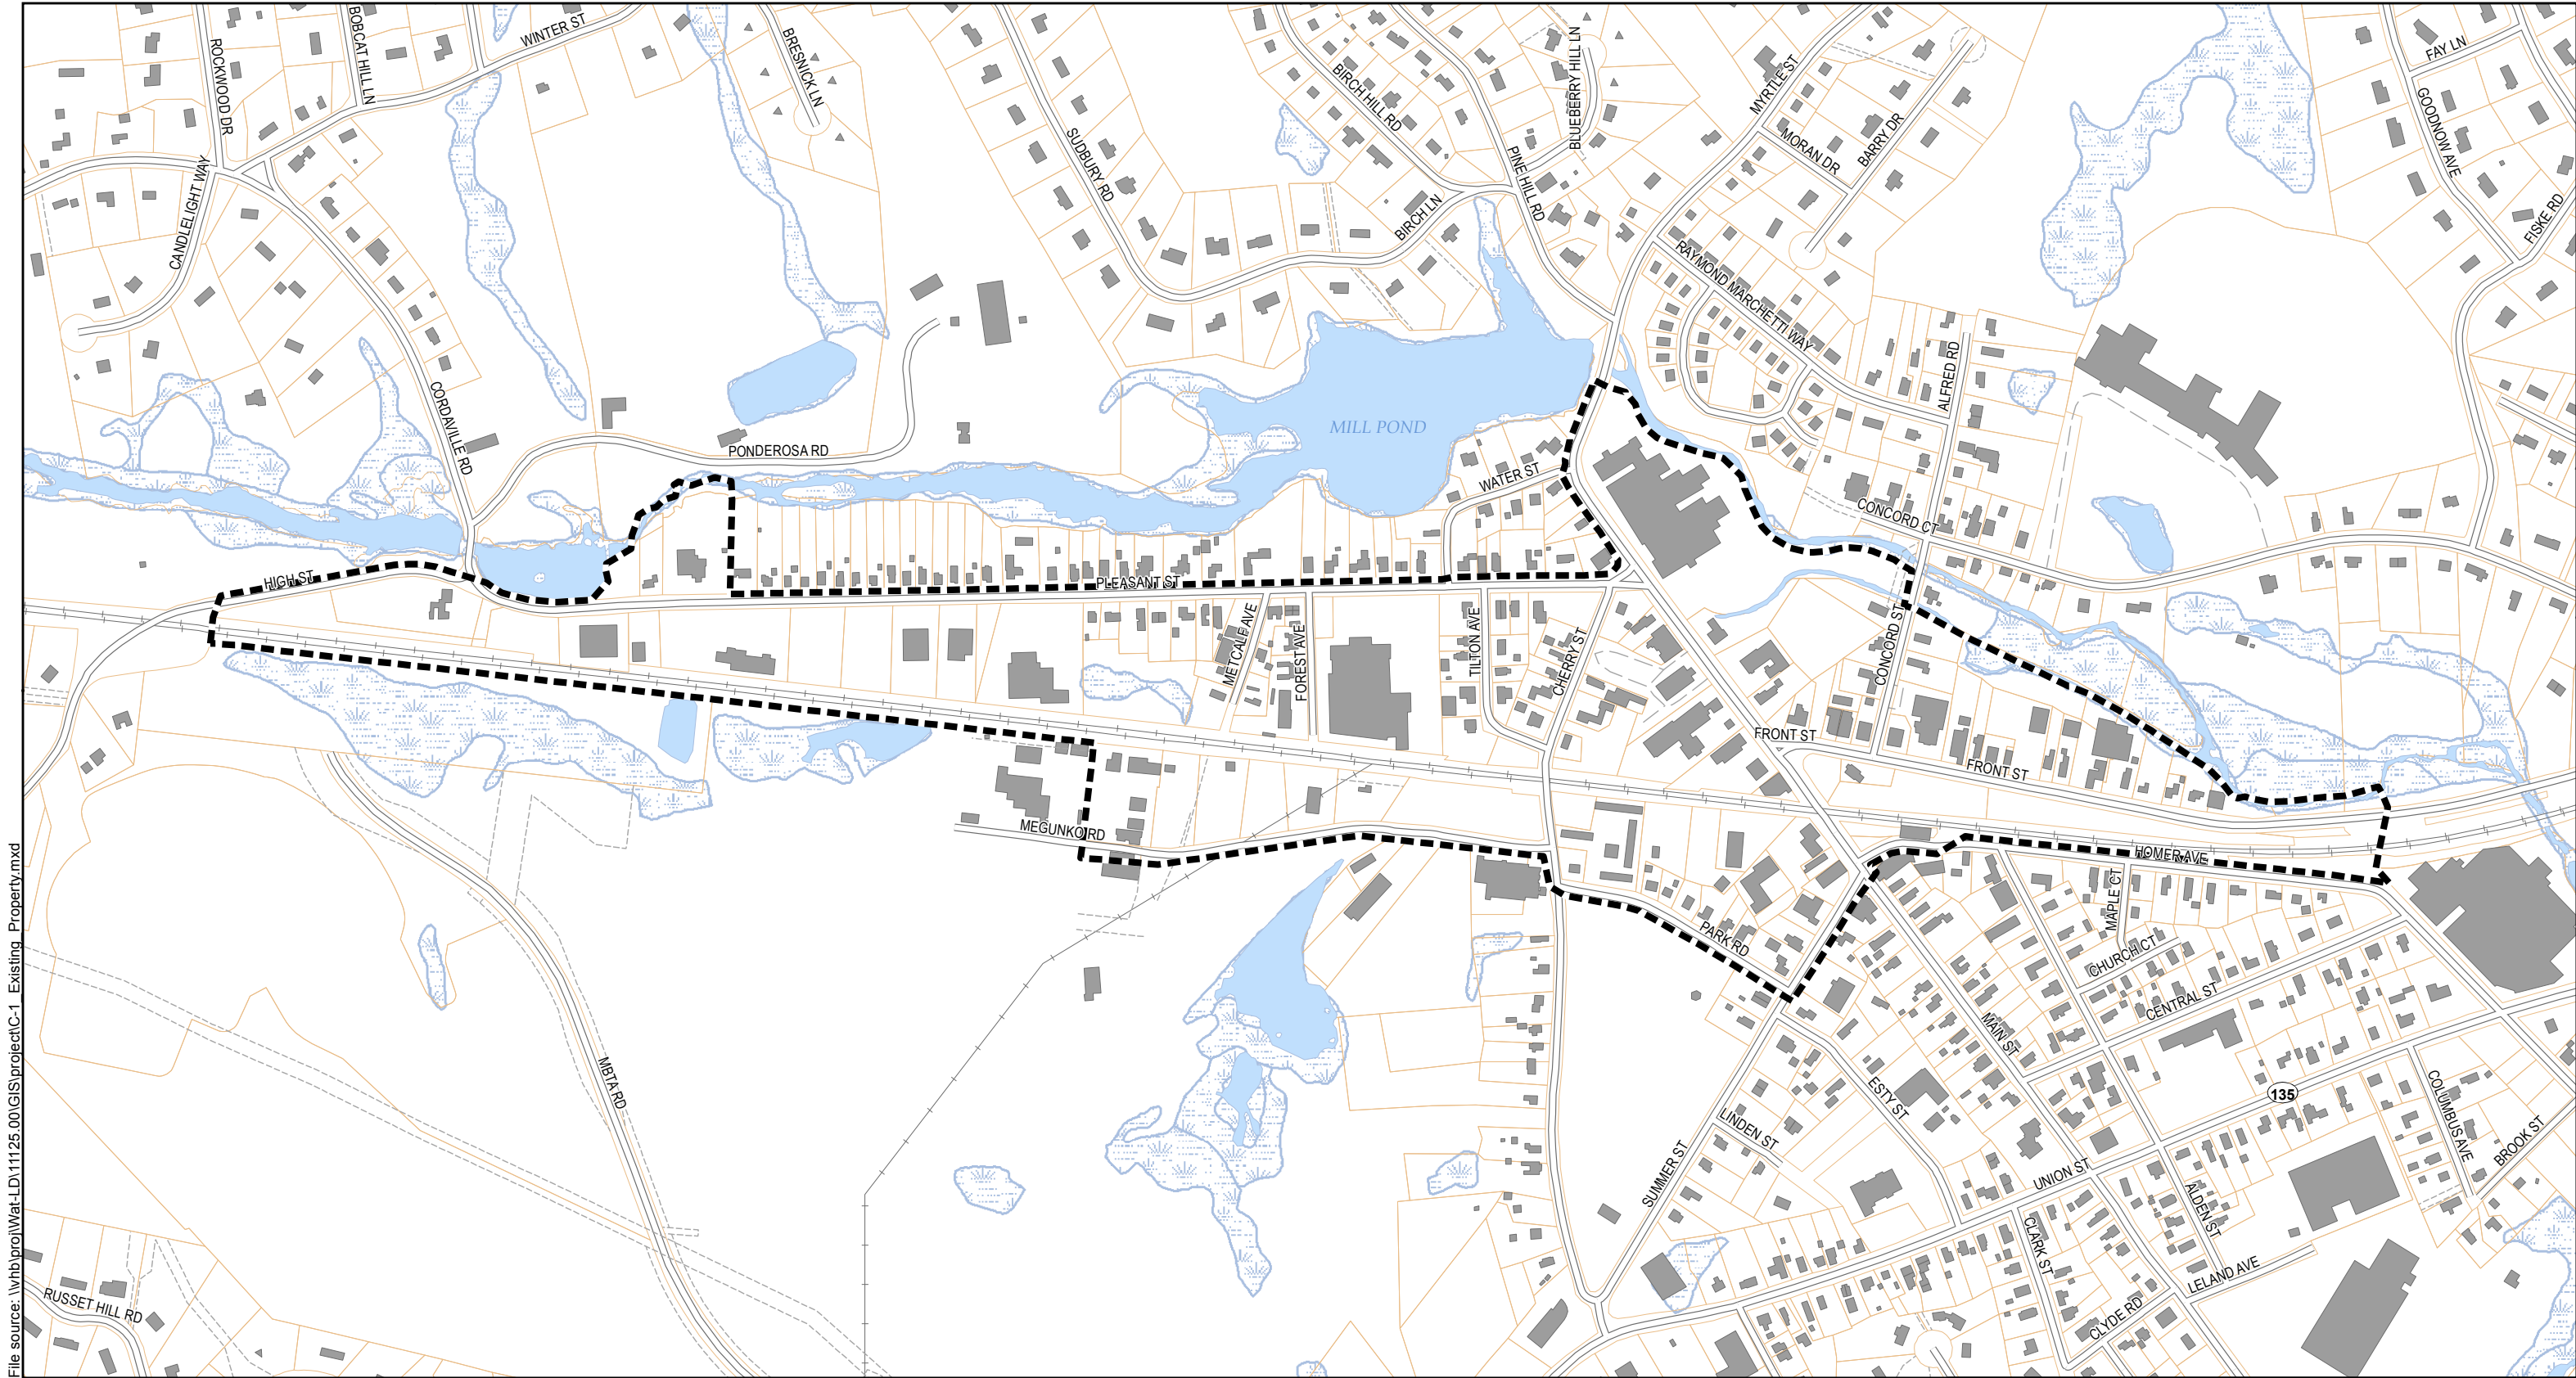 ROCKWOOD DR
BOBCAT HILL LN
WINTER ST
BRESNICK LN
SUDBURY RD
BIRCH HILL RD
BLUEBERRY HILL LN
MYRTLE ST
MORAN DR
BARRY DR
FAY LN
GOODNOW AVE
FISKE RD
CANDLELIGHT WAY
BIRCH LN
PINE HILL RD
RAYMOND MARCHETTI WAY
ALFRED RD
CORDAVILLE RD
PONDEROSA RD
MILL POND
WATER ST
CONCORD CT
HIGH ST
PLEASANT ST
METCALF AVE
FOREST AVE
TILTON AVE
CHERRY ST
CONCORD ST
FRONT ST
FRONT ST
MEGUNKO RD
HOMER AVE
MAPLE CT
CHURCH CT
CENTRAL ST
PARK RD
MAIN ST
MBTA RD
ESTY ST
135
LINDEN ST
SUMMER ST
UNION ST
ALDEN ST
COLUMBUS AVE
BROOK ST
CLARK ST
LELAND AVE
CLYDE RD
RUSSET HILL RD
File source: \\vhb\proj\Wat-LD\11125.00\GIS\project\C-1_Existing_Property.mxd